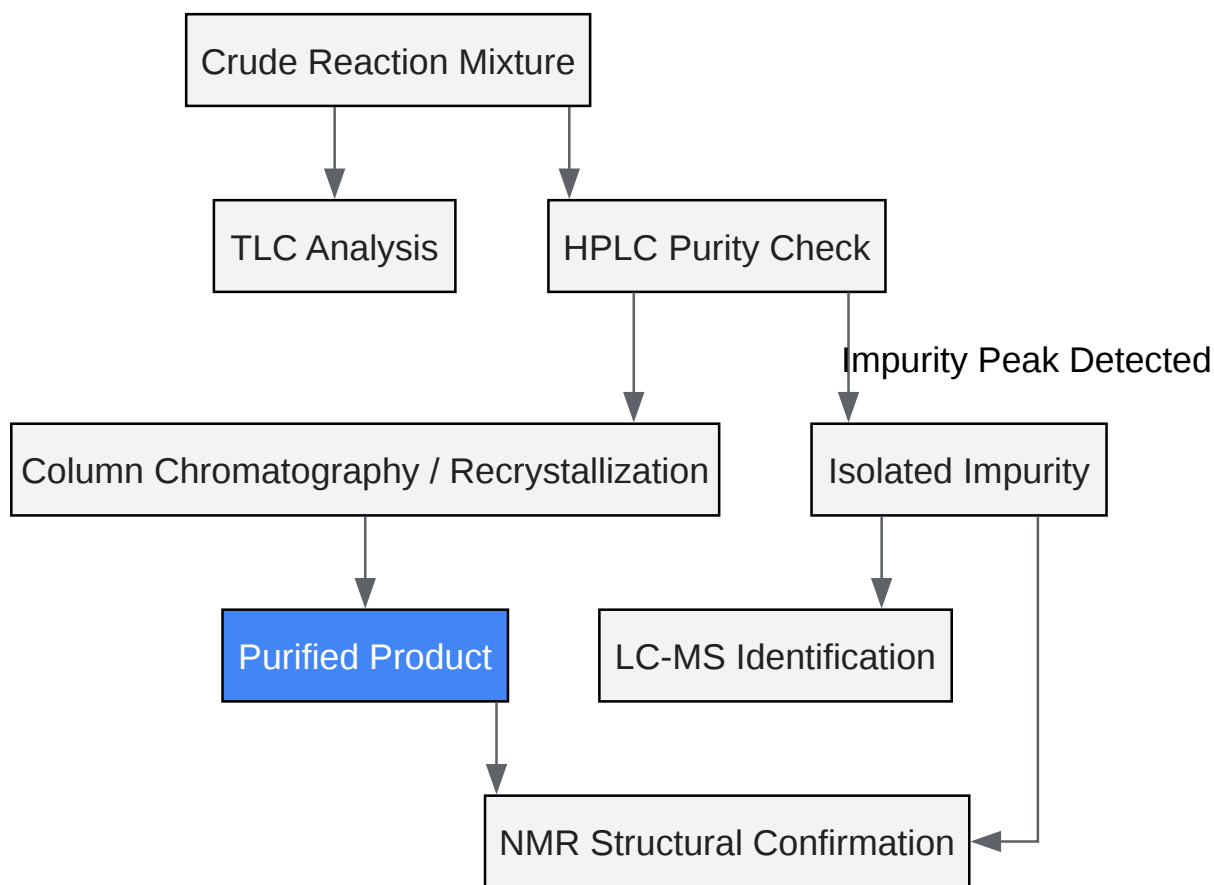 Crude Reaction Mixture
TLC Analysis
HPLC Purity Check
Impurity Peak Detected
Column Chromatography / Recrystallization
Isolated Impurity
Purified Product
LC-MS Identification
NMR Structural Confirmation